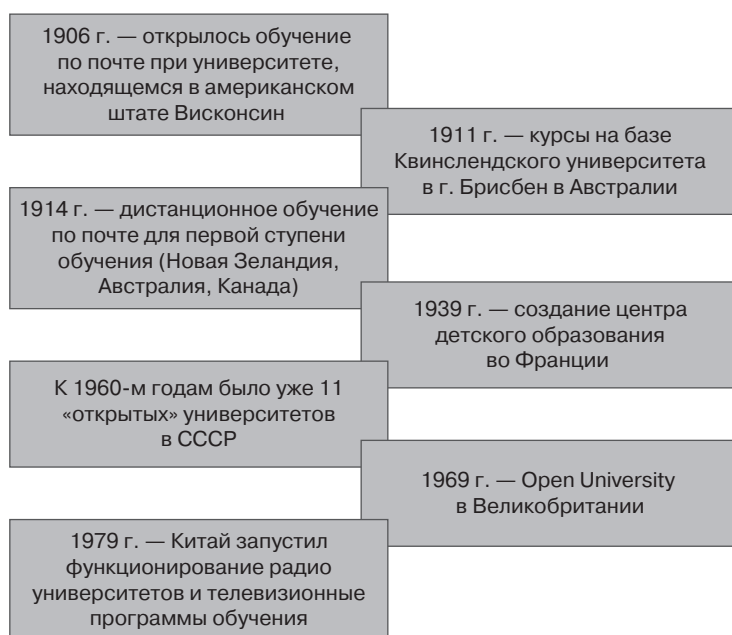 1906 г. — открылось обучение
по почте при университете,
находящемся в американском
штате Висконсин
1911 г. — курсы на базе
Квинслендского университета
в г. Брисбен в Австралии
1914 г. — дистанционное обучение
по почте для первой ступени
обучения (Новая Зеландия,
Австралия, Канада)
1939 г. — создание центра
детского образования
во Франции
К 1960-м годам было уже 11
«открытых» университетов
в СССР
1969 г. — Open University
в Великобритании
1979 г. — Китай запустил
функционирование радио
университетов и телевизионные
программы обучения